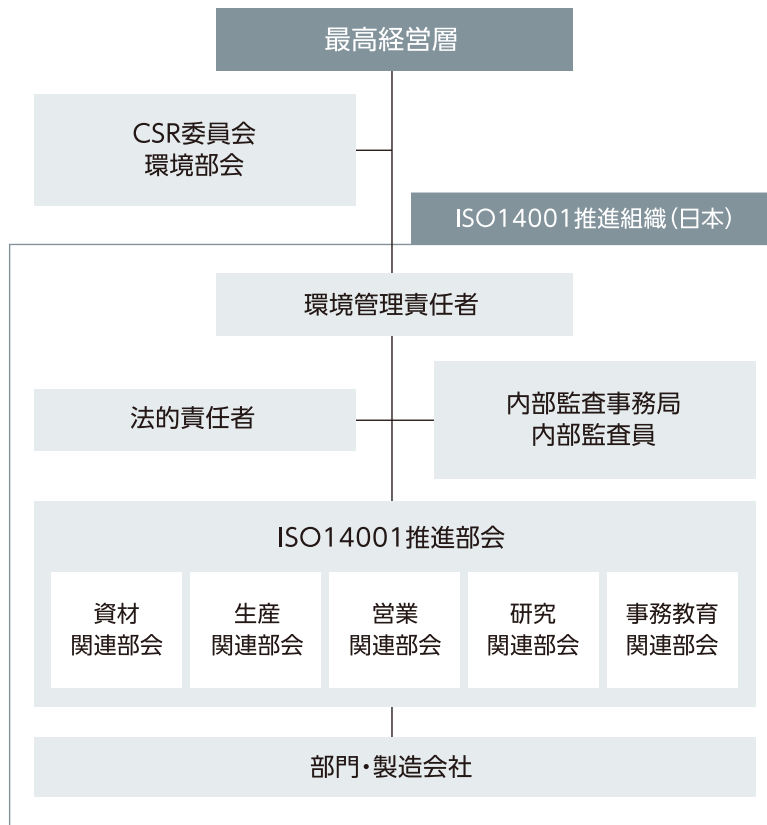 最高経営層
CSR委員会
環境部会
ISO14001推進組織（日本）
環境管理責任者
法的責任者
内部監査事務局
内部監査員
ISO14001推進部会
資材
関連部会
生産
関連部会
営業
関連部会
研究
関連部会
事務教育
関連部会
部門・製造会社